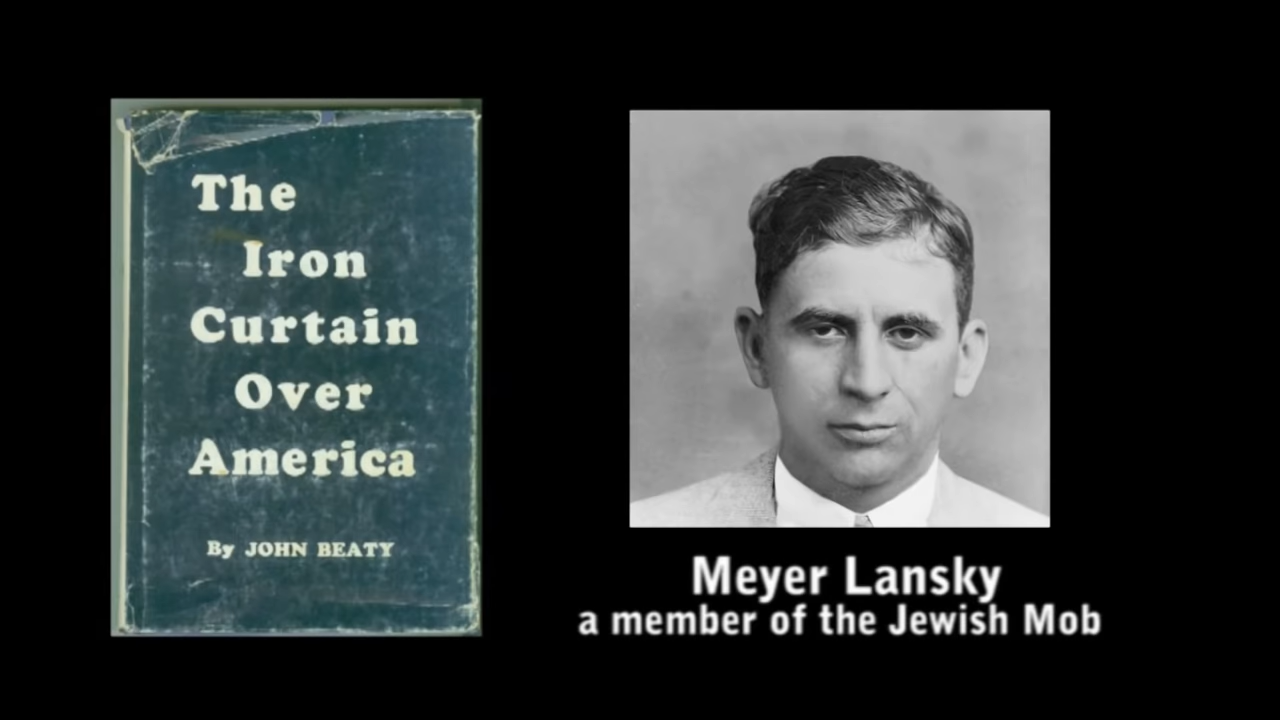 The
Iron
Curtain
Over
America
By JOHN BEATY
Meyer Lansky
a member of the Jewish Mob